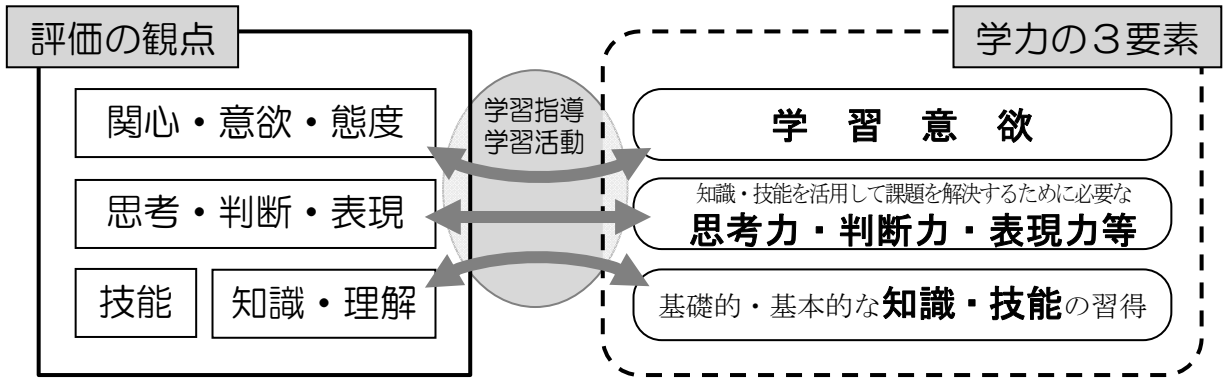 評価の観点
関心・意欲・態度
思考・判断・表現
技能
知識・理解
学習指導
学習活動
学力の３要素
学習意欲
知識・技能を活用して課題を解決するために必要な
思考力・判断力・表現力等
基礎的・基本的な知識・技能の習得